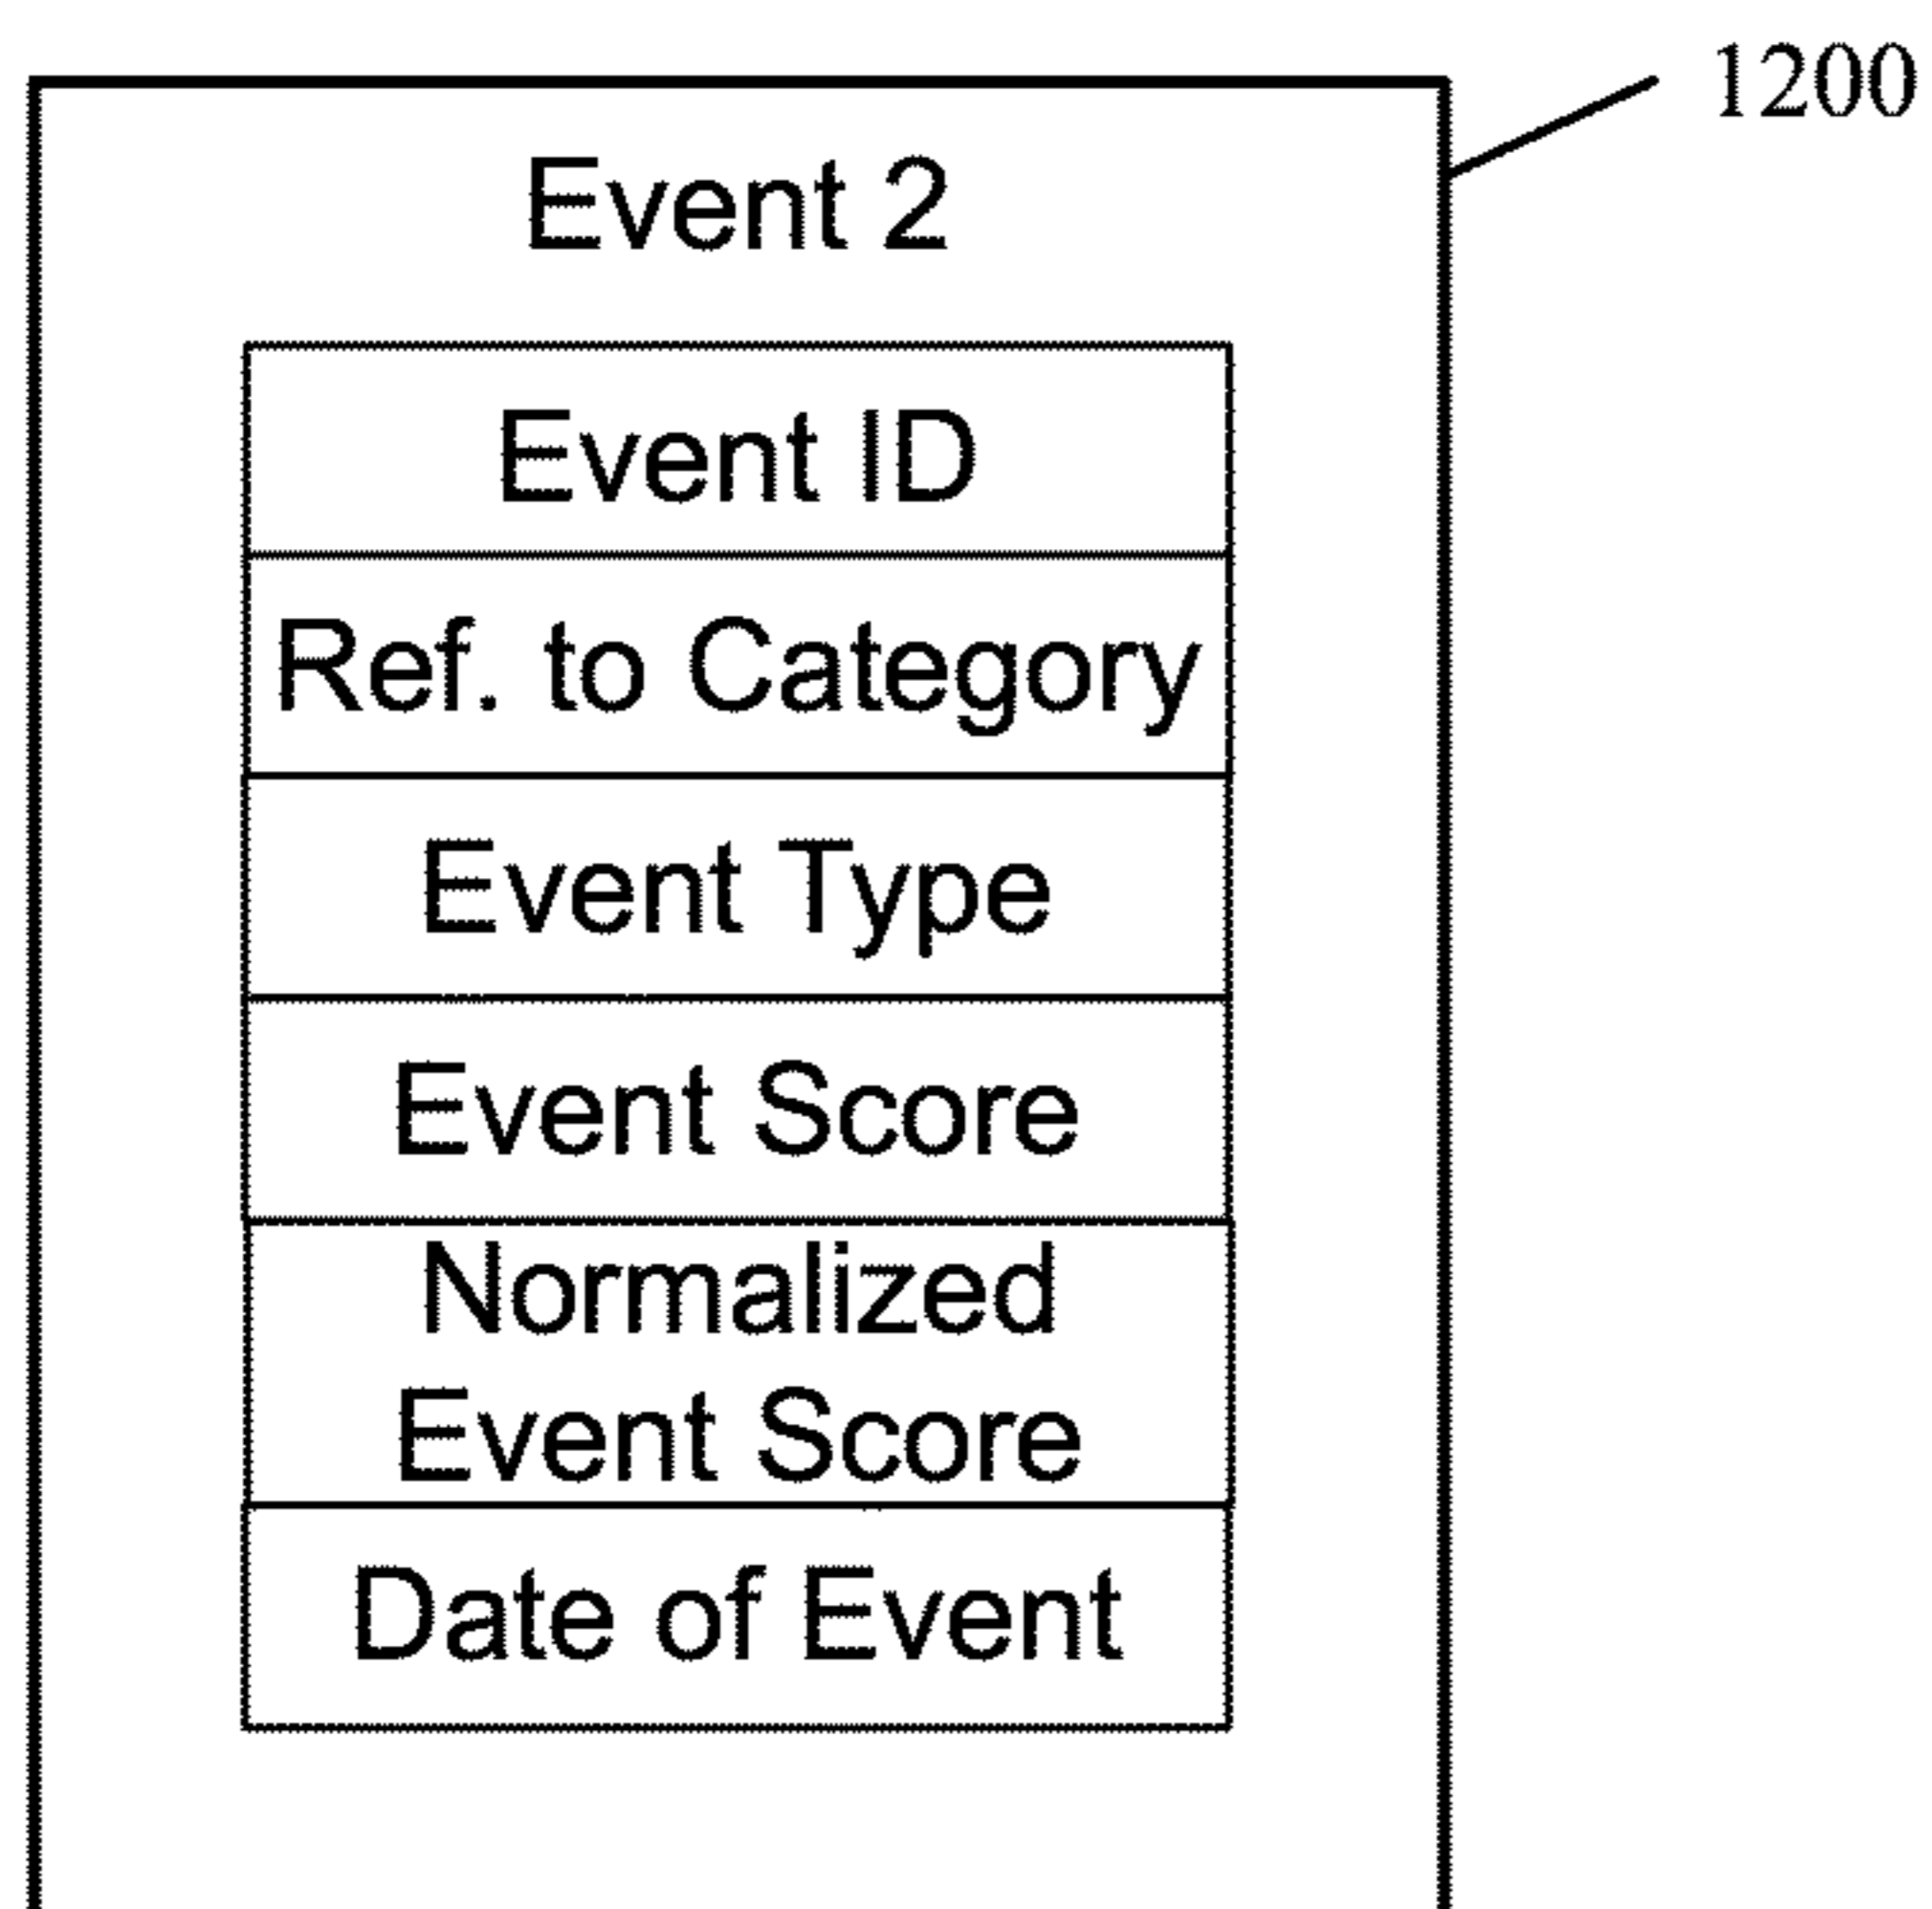 1200
Event 2
Event ID
Ref. to Category
Event Type
Event Score
Normalized
Event Score
Date of Event